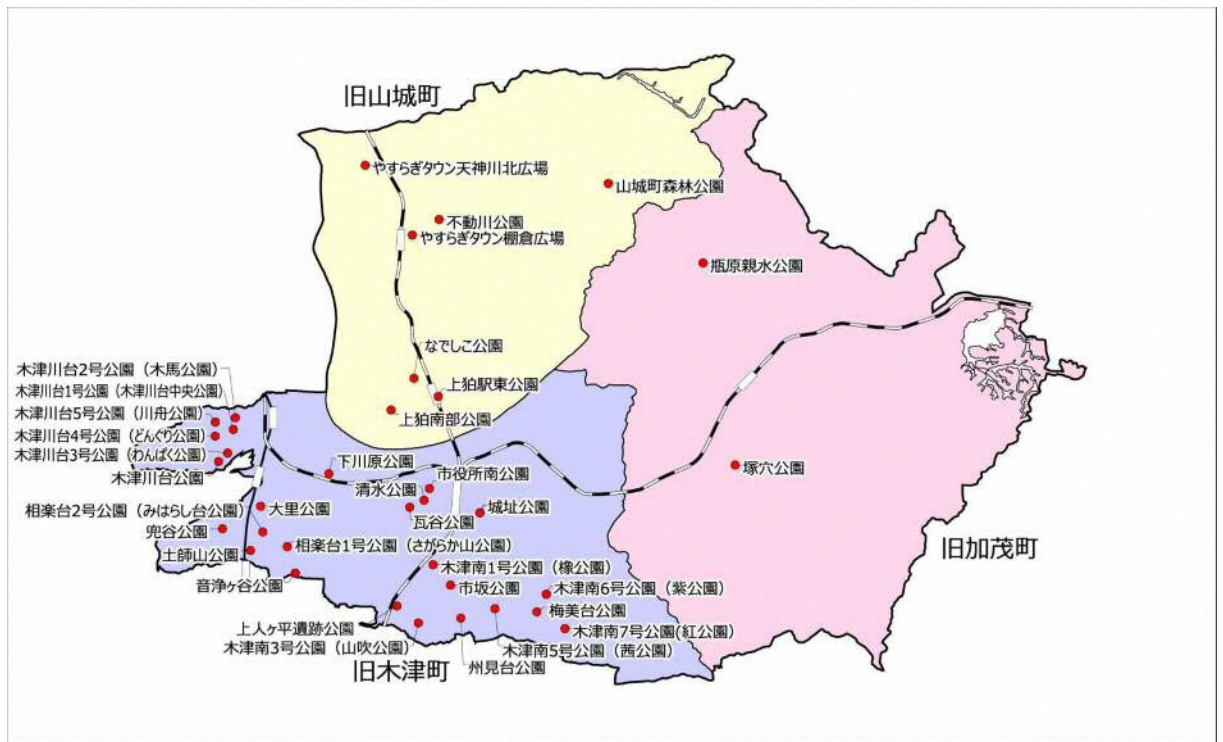 旧山城町
やすらぎタウン天神川北広場
山城町森林公園
不動川公園
やすらぎタウン棚倉広場
瓶原親水公園
なでしこ公園
木津川台2号公園（木馬公園）
木津川台1号公園（木津川台中央公園）
上狛駅東公園
木津川台5号公園（川舟公園）
上狛南部公園
木津川台4号公園（どんぐり公園）
木津川台3号公園（わんぱく公園）
下川原公園
木津川台公園
市役所南公園
塚穴公園
清水公園
相楽台2号公園（みはらし台公園）
大里公園
城址公園
瓦谷公園
兜谷公園
相楽台1号公園（さがらか山公園）
旧加茂町
土師山公園
木津南1号公園（橡公園）
音浄ヶ谷公園
市坂公園
木津南6号公園（紫公園）
梅美台公園
上人ヶ平遺跡公園
木津南7号公園(紅公園)
木津南3号公園（山吹公園）
木津南5号公園（茜公園）
旧木津町
州見台公園